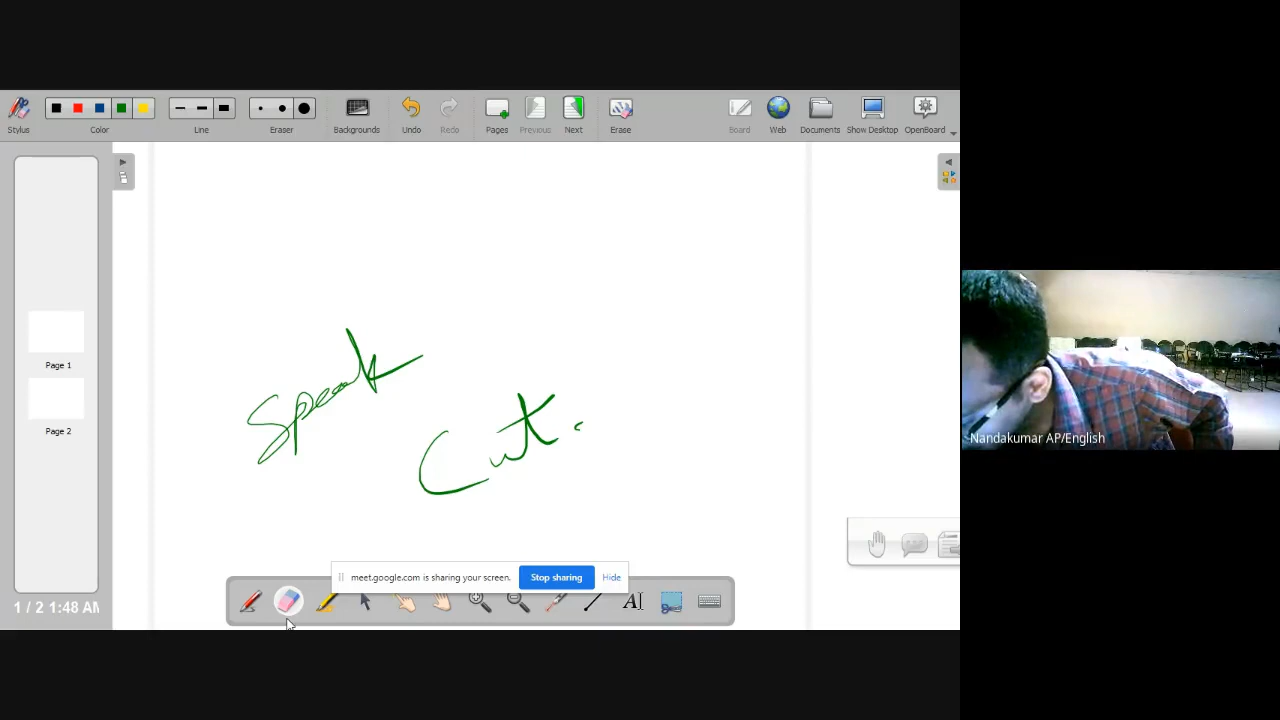 Stylus
Color
Line
Eraser
Backgrounds
Undo
Redo
Pages
Previous
Next
Erase
Board
Web
Documents
Show Desktop
OpenBoard
Page 1
Page 2
Speak
Cut.
Nandakumar AP/English
meet.google.com is sharing your screen.
Stop sharing
Hide
1 / 2 1:48 AM